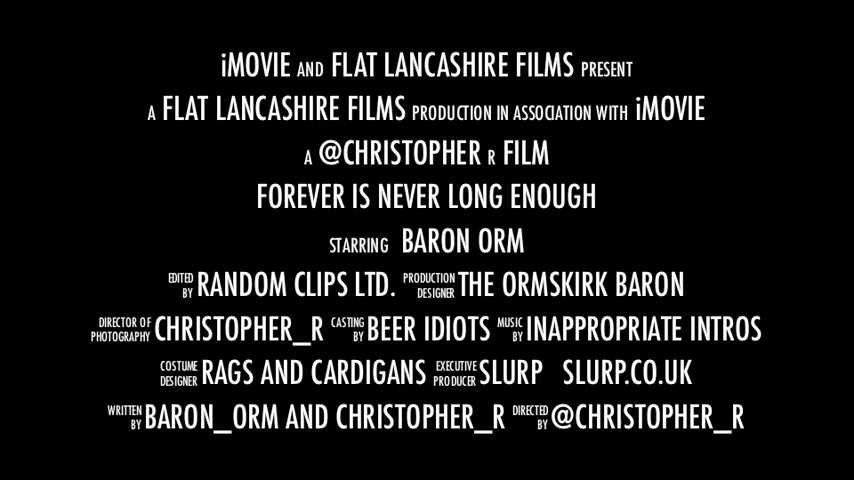 iMOVIE AND FLAT LANCASHIRE FILMS PRESENT
A FLAT LANCASHIRE FILMS PRODUCTION IN ASSOCIATION WITH iMOVIE
A @CHRISTOPHER R FILM
FOREVER IS NEVER LONG ENOUGH
STARRING BARON ORM
EDITED BY RANDOM CLIPS LTD. PRODUCTION DESIGNER THE ORMSKIRK BARON
DIRECTOR OF PHOTOGRAPHY CHRISTOPHER_R CASTING BY BEER IDIOTS MUSIC BY INAPPROPRIATE INTROS
COSTUME DESIGNER RAGS AND CARDIGANS EXECUTIVE PRODUCER SLURP SLURP.CO.UK
WRITTEN BY BARON_ORM AND CHRISTOPHER_R DIRECTED BY @CHRISTOPHER_R